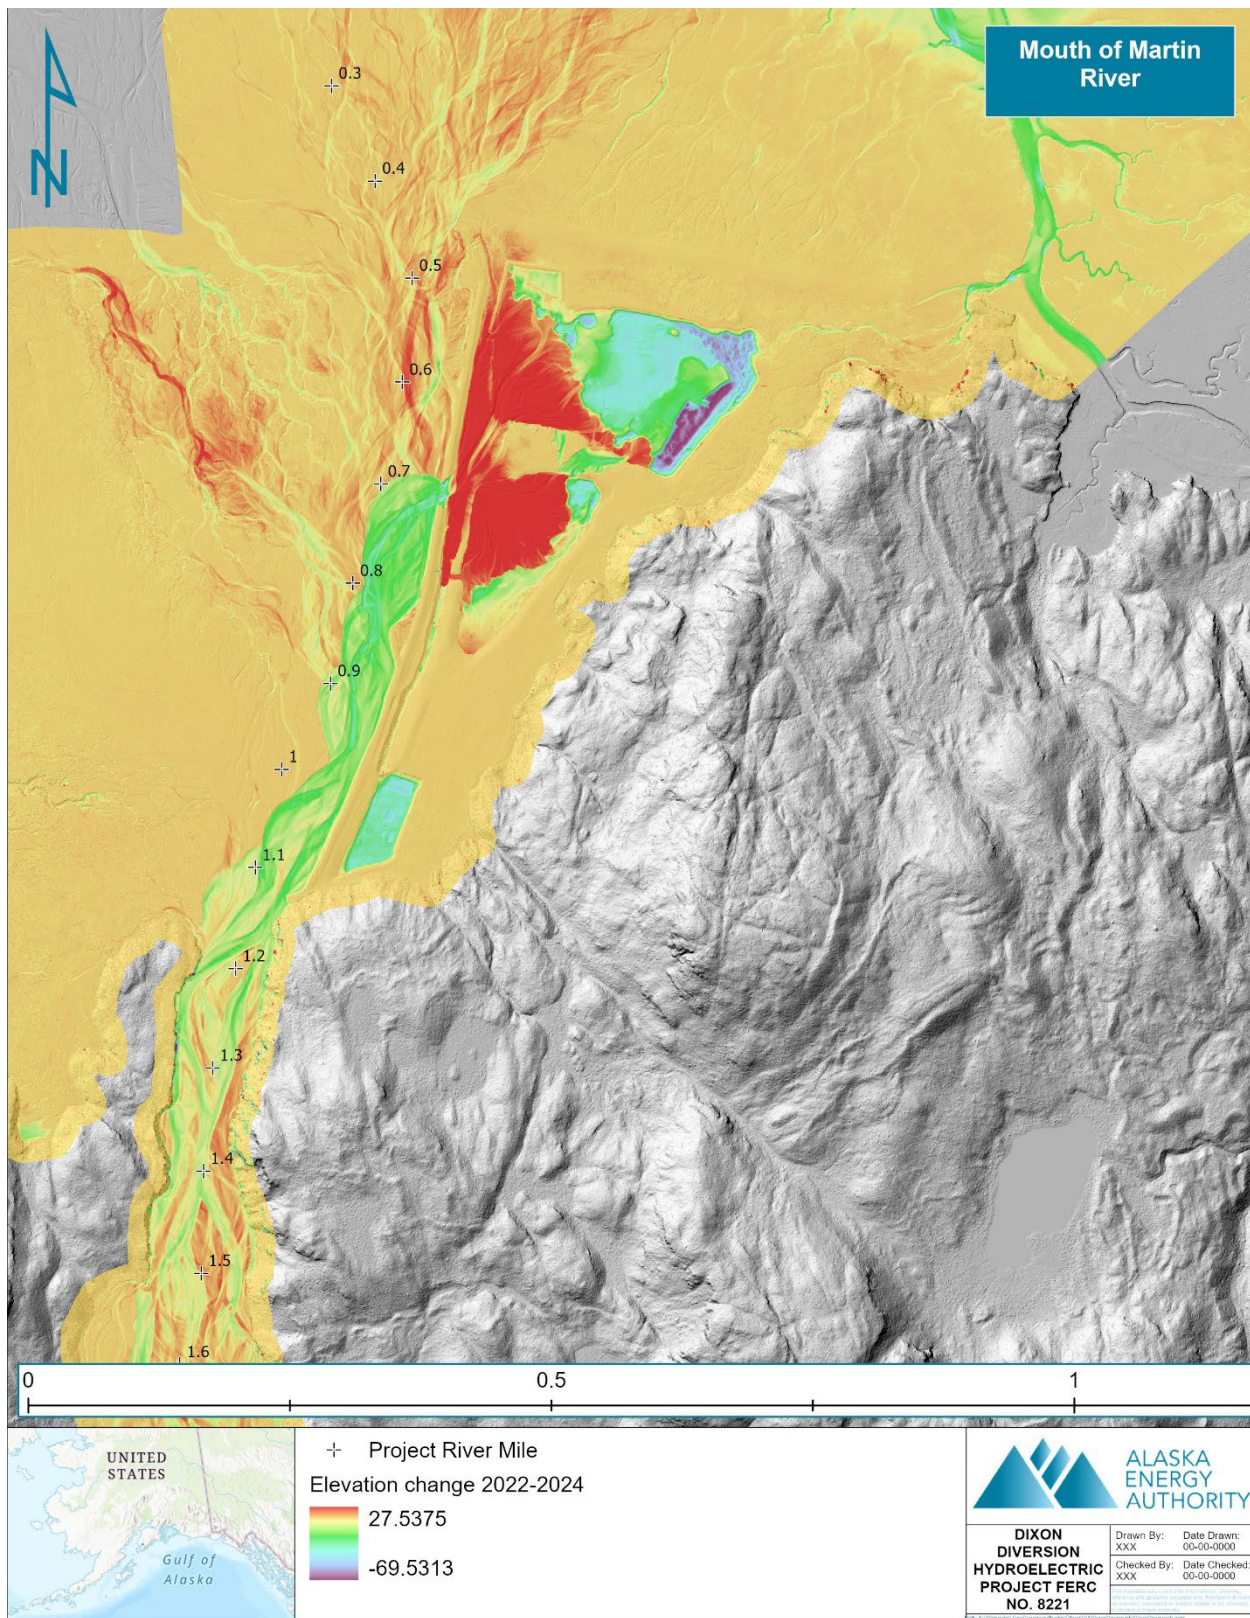 Mouth of Martin
River
N
0.3
0.4
0.5
0.6
0.7
0.8
0.9
1
1.1
1.2
1.3
1.4
1.5
1.6
0 0.5 1
UNITED
STATES
Gulf of
Alaska
Project River Mile
Elevation change 2022-2024
27.5375
-69.5313
ALASKA
ENERGY
AUTHORITY
DIXON
DIVERSION
HYDROELECTRIC
PROJECT FERC
NO. 8221
Drawn By: Date Drawn:
XXX 00-00-0000
Checked By: Date Checked:
XXX 00-00-0000